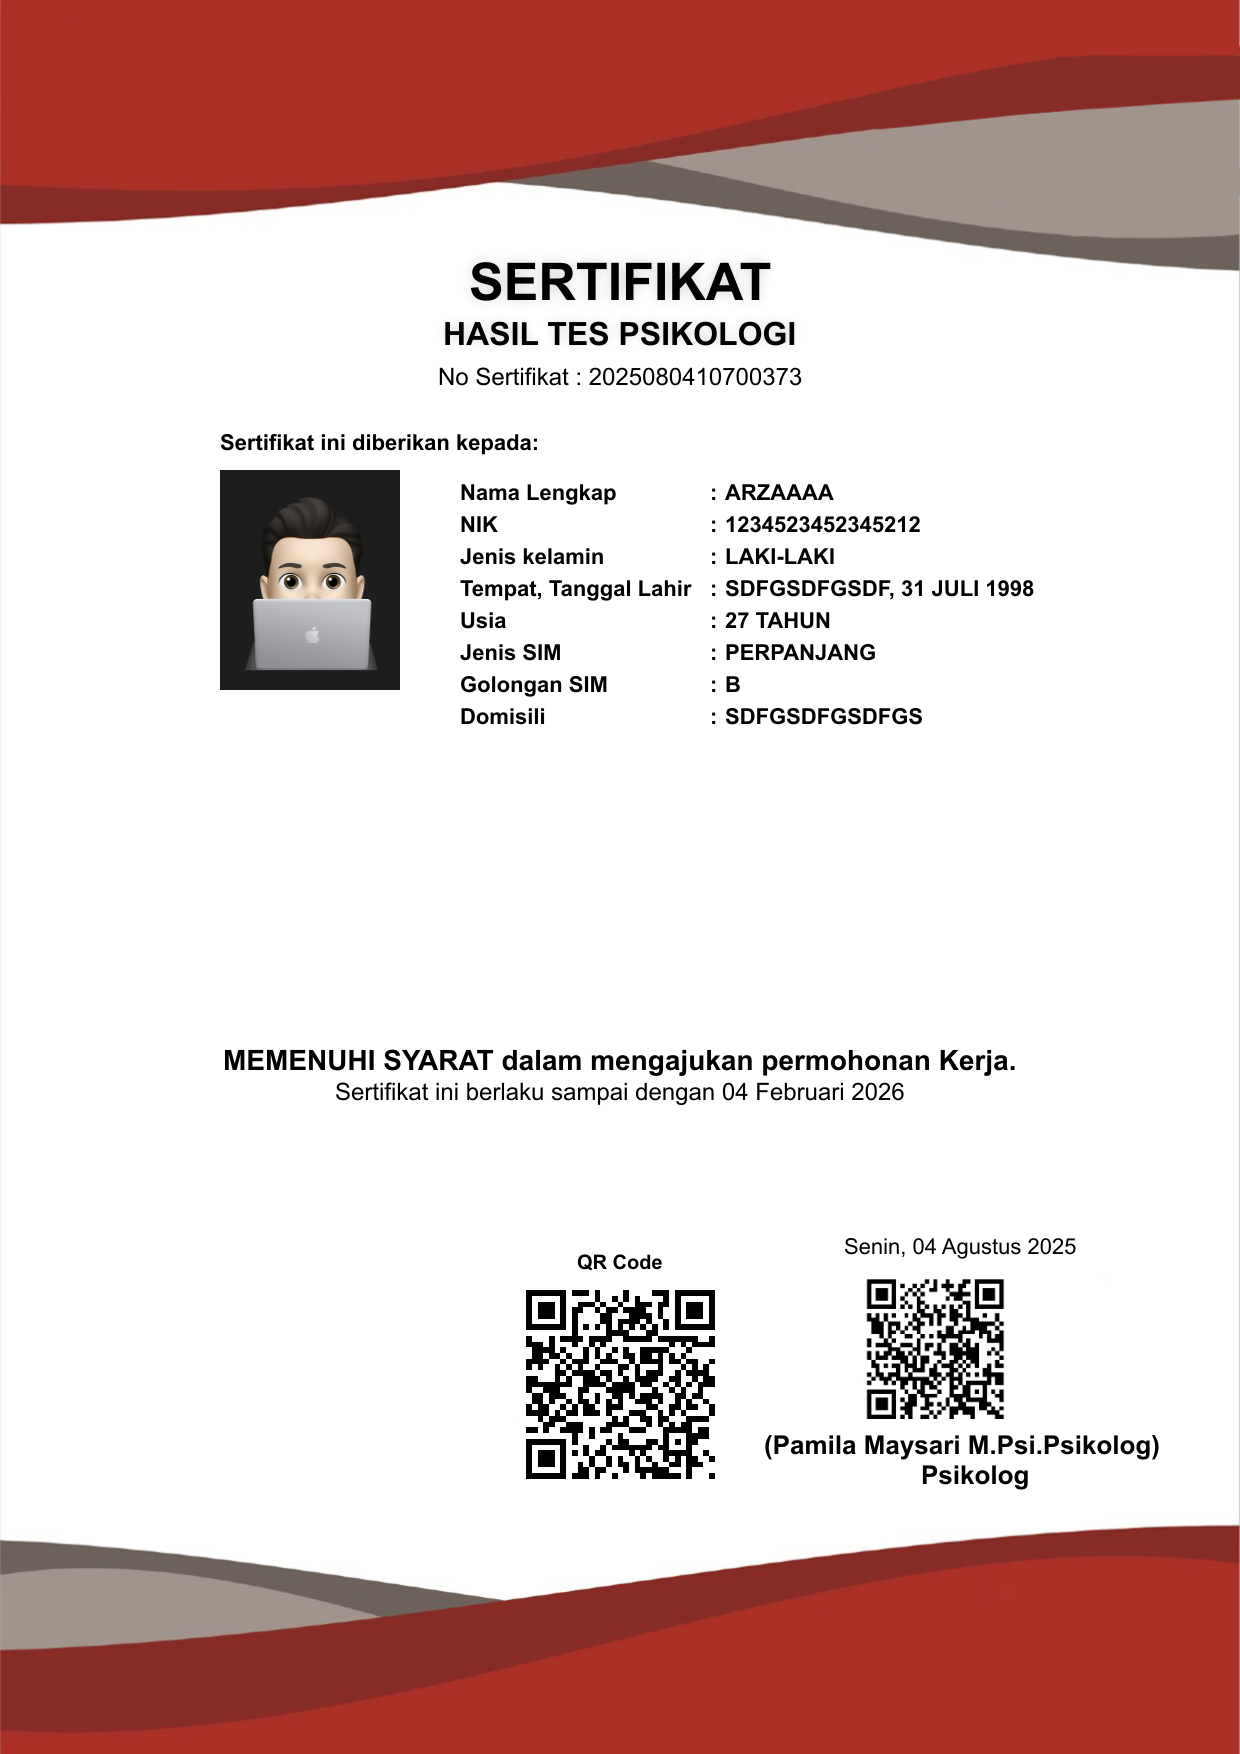 SERTIFIKAT
HASIL TES PSIKOLOGI
No Sertifikat : 2025080410700373
Sertifikat ini diberikan kepada:
Nama Lengkap : ARZAAAA
NIK : 1234523452345212
Jenis kelamin : LAKI-LAKI
Tempat, Tanggal Lahir : SDFGSDFGSDF, 31 JULI 1998
Usia : 27 TAHUN
Jenis SIM : PERPANJANG
Golongan SIM : B
Domisili : SDFGSDFGSDFGS
MEMENUHI SYARAT dalam mengajukan permohonan Kerja.
Sertifikat ini berlaku sampai dengan 04 Februari 2026
QR Code
Senin, 04 Agustus 2025
(Pamila Maysari M.Psi.Psikolog)
Psikolog